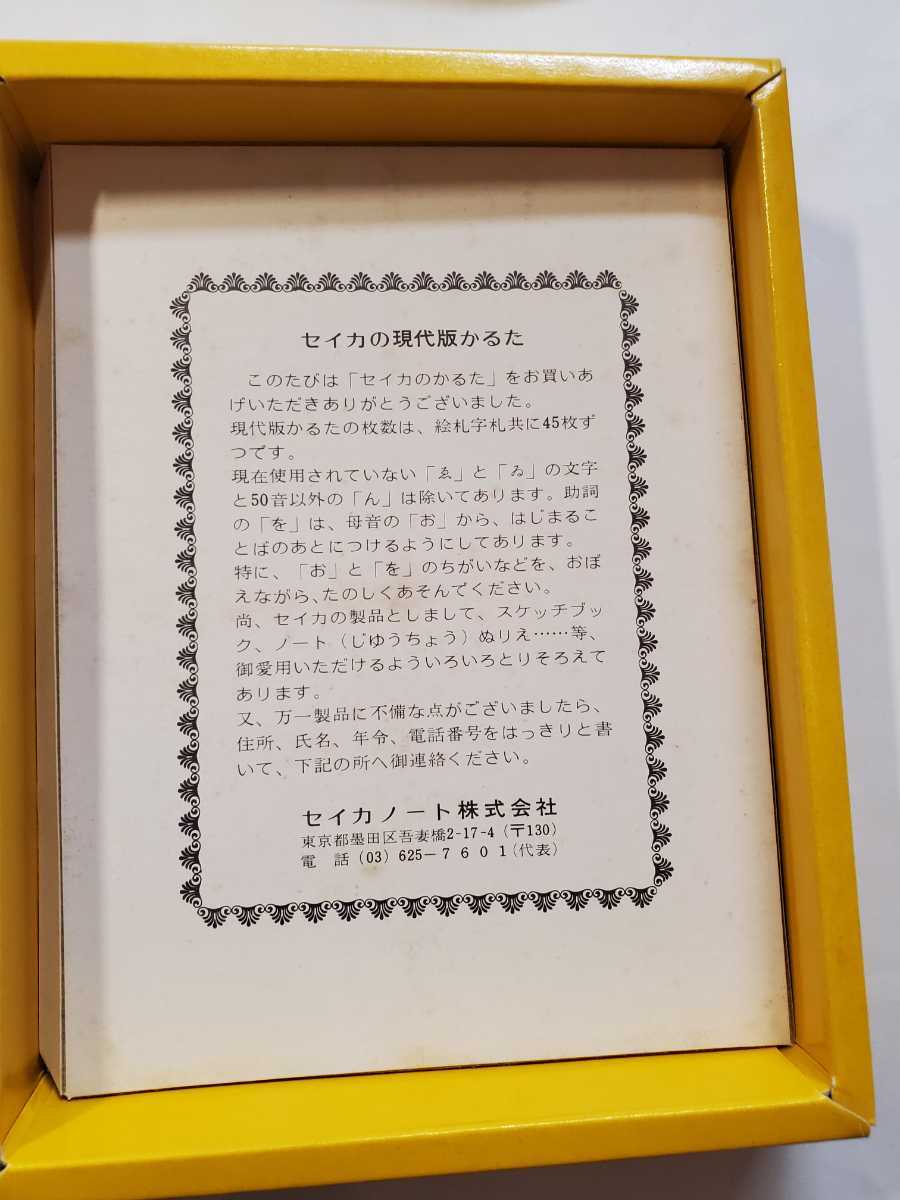 セイカの現代版かるた
このたびは「セイカのかるた」をお買いあ
げいただきありがとうございました。
現代版かるたの枚数は、絵札字札共に45枚ず
つです。
現在使用されていない「ゑ」と「ゐ」の文字
と50音以外の「ん」は除いてあります。助詞
の「を」は、母音の「お」から、はじまるこ
とばのあとにつけるようにしてあります。
特に、「お」と「を」のちがいなどを、おぼ
えながら、たのしくあそんでください。
尚、セイカの製品としまして、スケッチブッ
ク、ノート（じゆうちょう）ぬりえ……等、
御愛用いただけるよういろいろとりそろえて
あります。
又、万一製品に不備な点がございましたら、
住所、氏名、年令、電話番号をはっきりと書
いて、下記の所へ御連絡ください。
セイカノート株式会社
東京都墨田区吾妻橋2-17-4（〒130）
電　話（03）625－7601（代表）